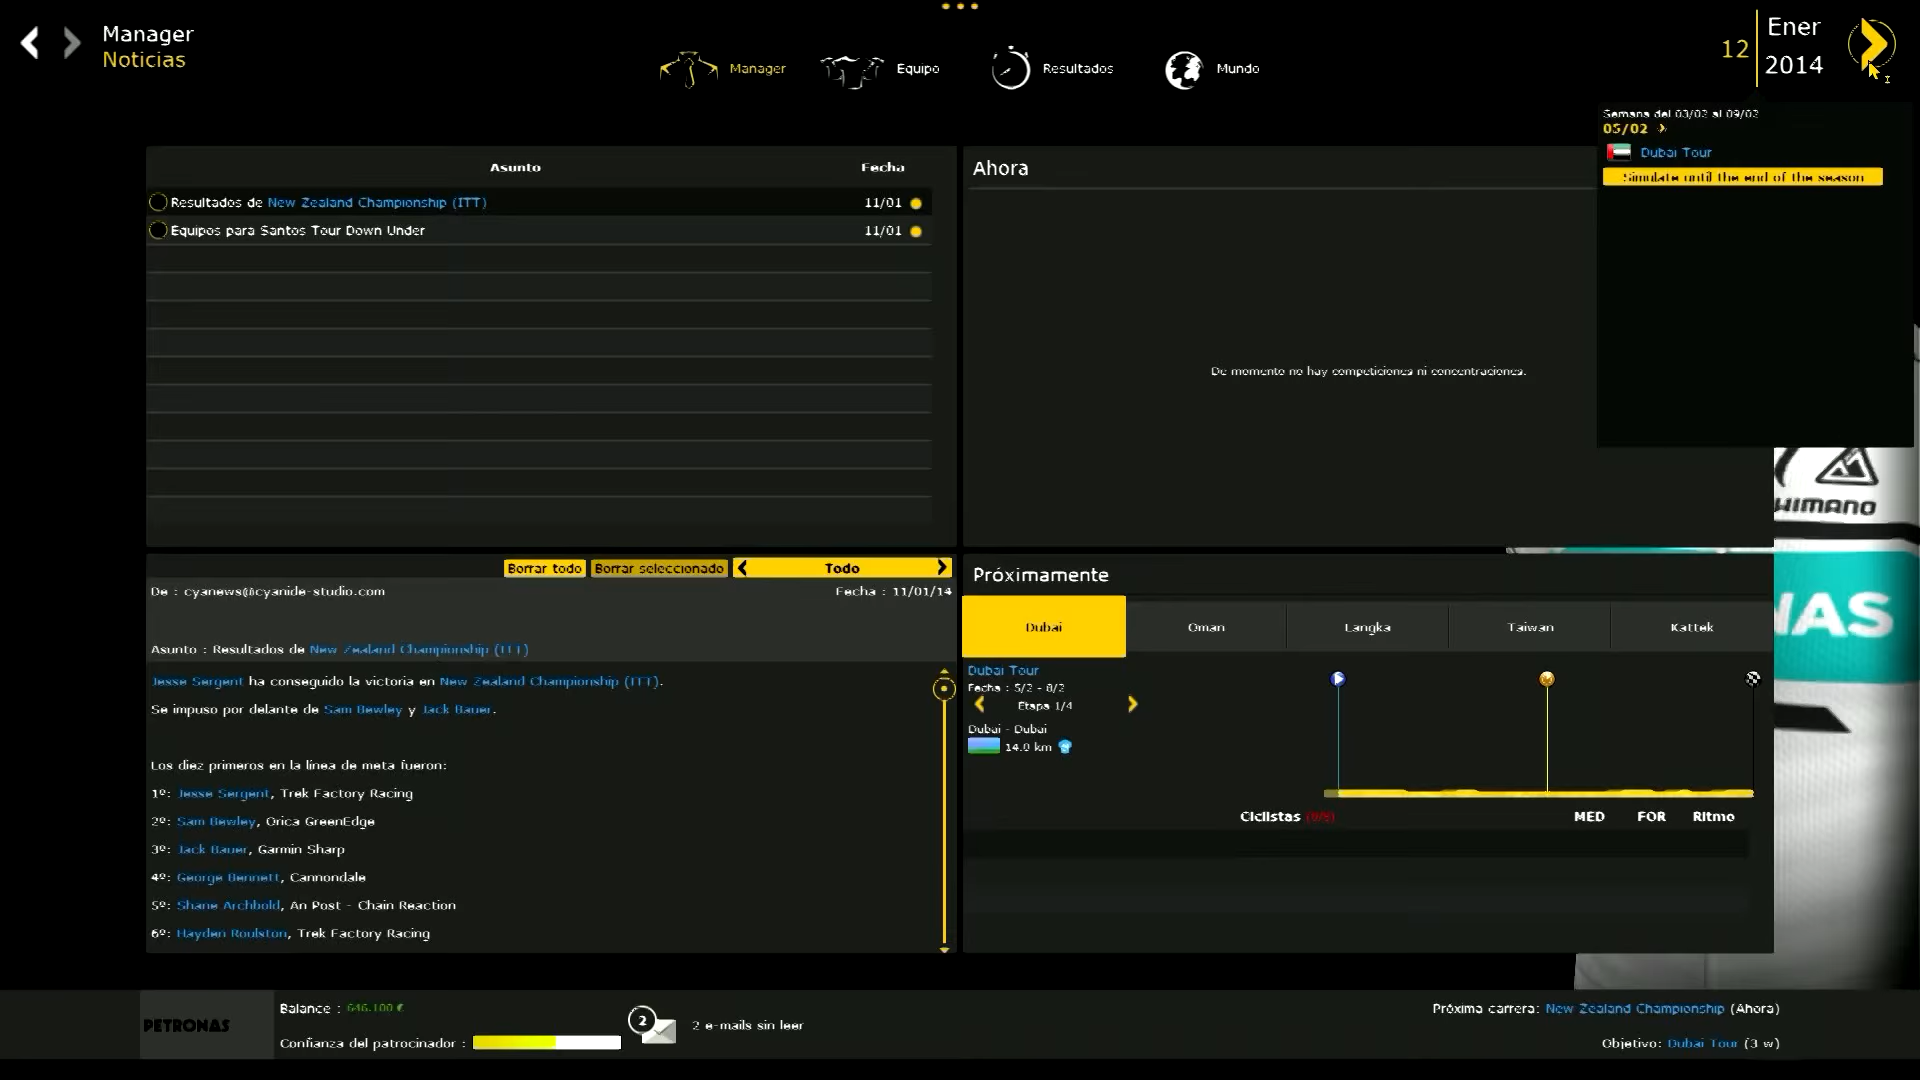 Manager
Noticias
Manager
Equipo
Resultados
Mundo
12
Ener
2014
Semana del 03/02 al 09/02
05/02
Dubai Tour
Simulate until the end of the season
Asunto Fecha
Resultados de New Zealand Championship (ITT) 11/01
Equipos para Santos Tour Down Under 11/01
Ahora
De momento no hay competiciones ni concentraciones.
Borrar todo Borrar seleccionado Todo
De : cyanews@cyanide-studio.com Fecha : 11/01/14
Asunto : Resultados de New Zealand Championship (ITT)
Jesse Sergent ha conseguido la victoria en New Zealand Championship (ITT).
Se impuso por delante de Sam Bewley y Jack Bauer.
Los diez primeros en la línea de meta fueron:
1º: Jesse Sergent, Trek Factory Racing
2º: Sam Bewley, Orica GreenEdge
3º: Jack Bauer, Garmin Sharp
4º: George Bennett, Cannondale
5º: Shane Archbold, An Post - Chain Reaction
6º: Hayden Roulston, Trek Factory Racing
Próximamente
Dubai Oman Langka Taiwan Kattek
Dubai Tour
Fecha : 5/2 - 8/2
Etapa 1/4
Dubai - Dubai
14.0 km
Ciclistas (0/8) MED FOR Ritmo
HIMANO
NAS
PETRONAS
Balance : 646.100 €
Confianza del patrocinador :
2
2 e-mails sin leer
Próxima carrera: New Zealand Championship (Ahora)
Objetivo: Dubai Tour (3 w)